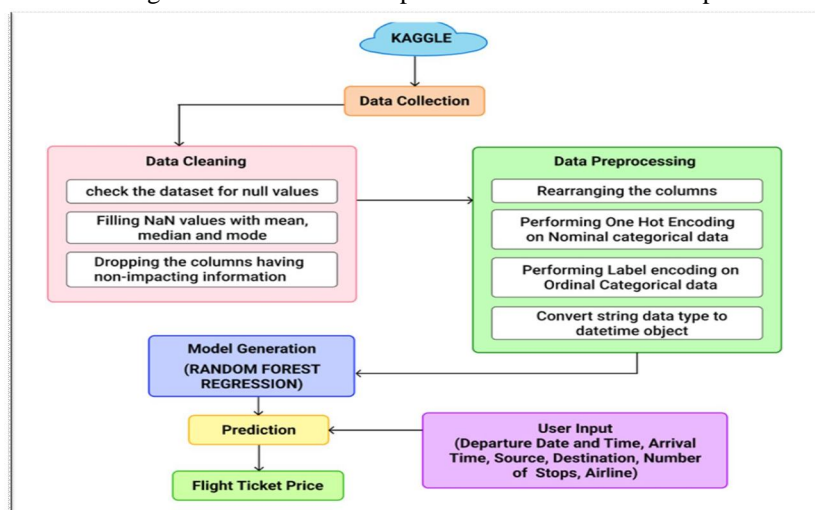 KAGGLE
Data Collection
Data Cleaning
check the dataset for null values
Filling NaN values with mean,
median and mode
Dropping the columns having
non-impacting information
Data Preprocessing
Rearranging the columns
Performing One Hot Encoding
on Nominal categorical data
Performing Label encoding on
Ordinal Categorical data
Convert string data type to
datetime object
Model Generation
(RANDOM FOREST
REGRESSION)
Prediction
User Input
(Departure Date and Time, Arrival
Time, Source, Destination, Number
of Stops, Airline)
Flight Ticket Price